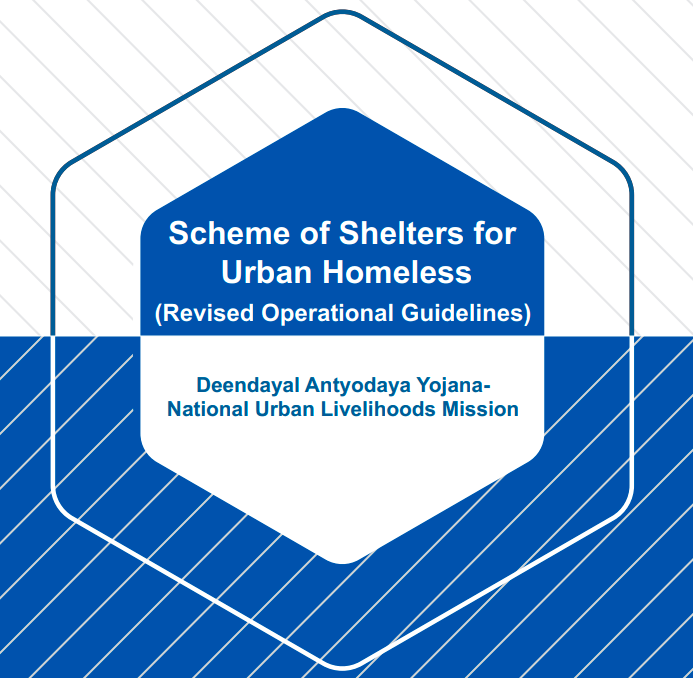 Scheme of Shelters for
Urban Homeless
(Revised Operational Guidelines)
Deendayal Antyodaya Yojana-
National Urban Livelihoods Mission